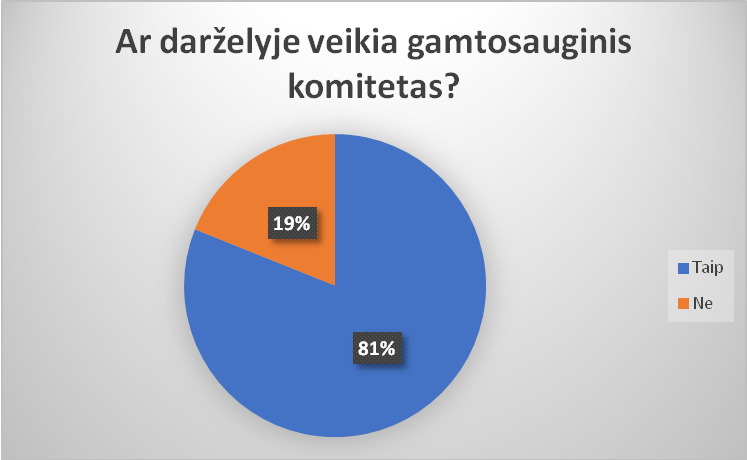 Ar darželyje veikia gamtosauginis
komitetas?
19%
81%
Taip
Ne